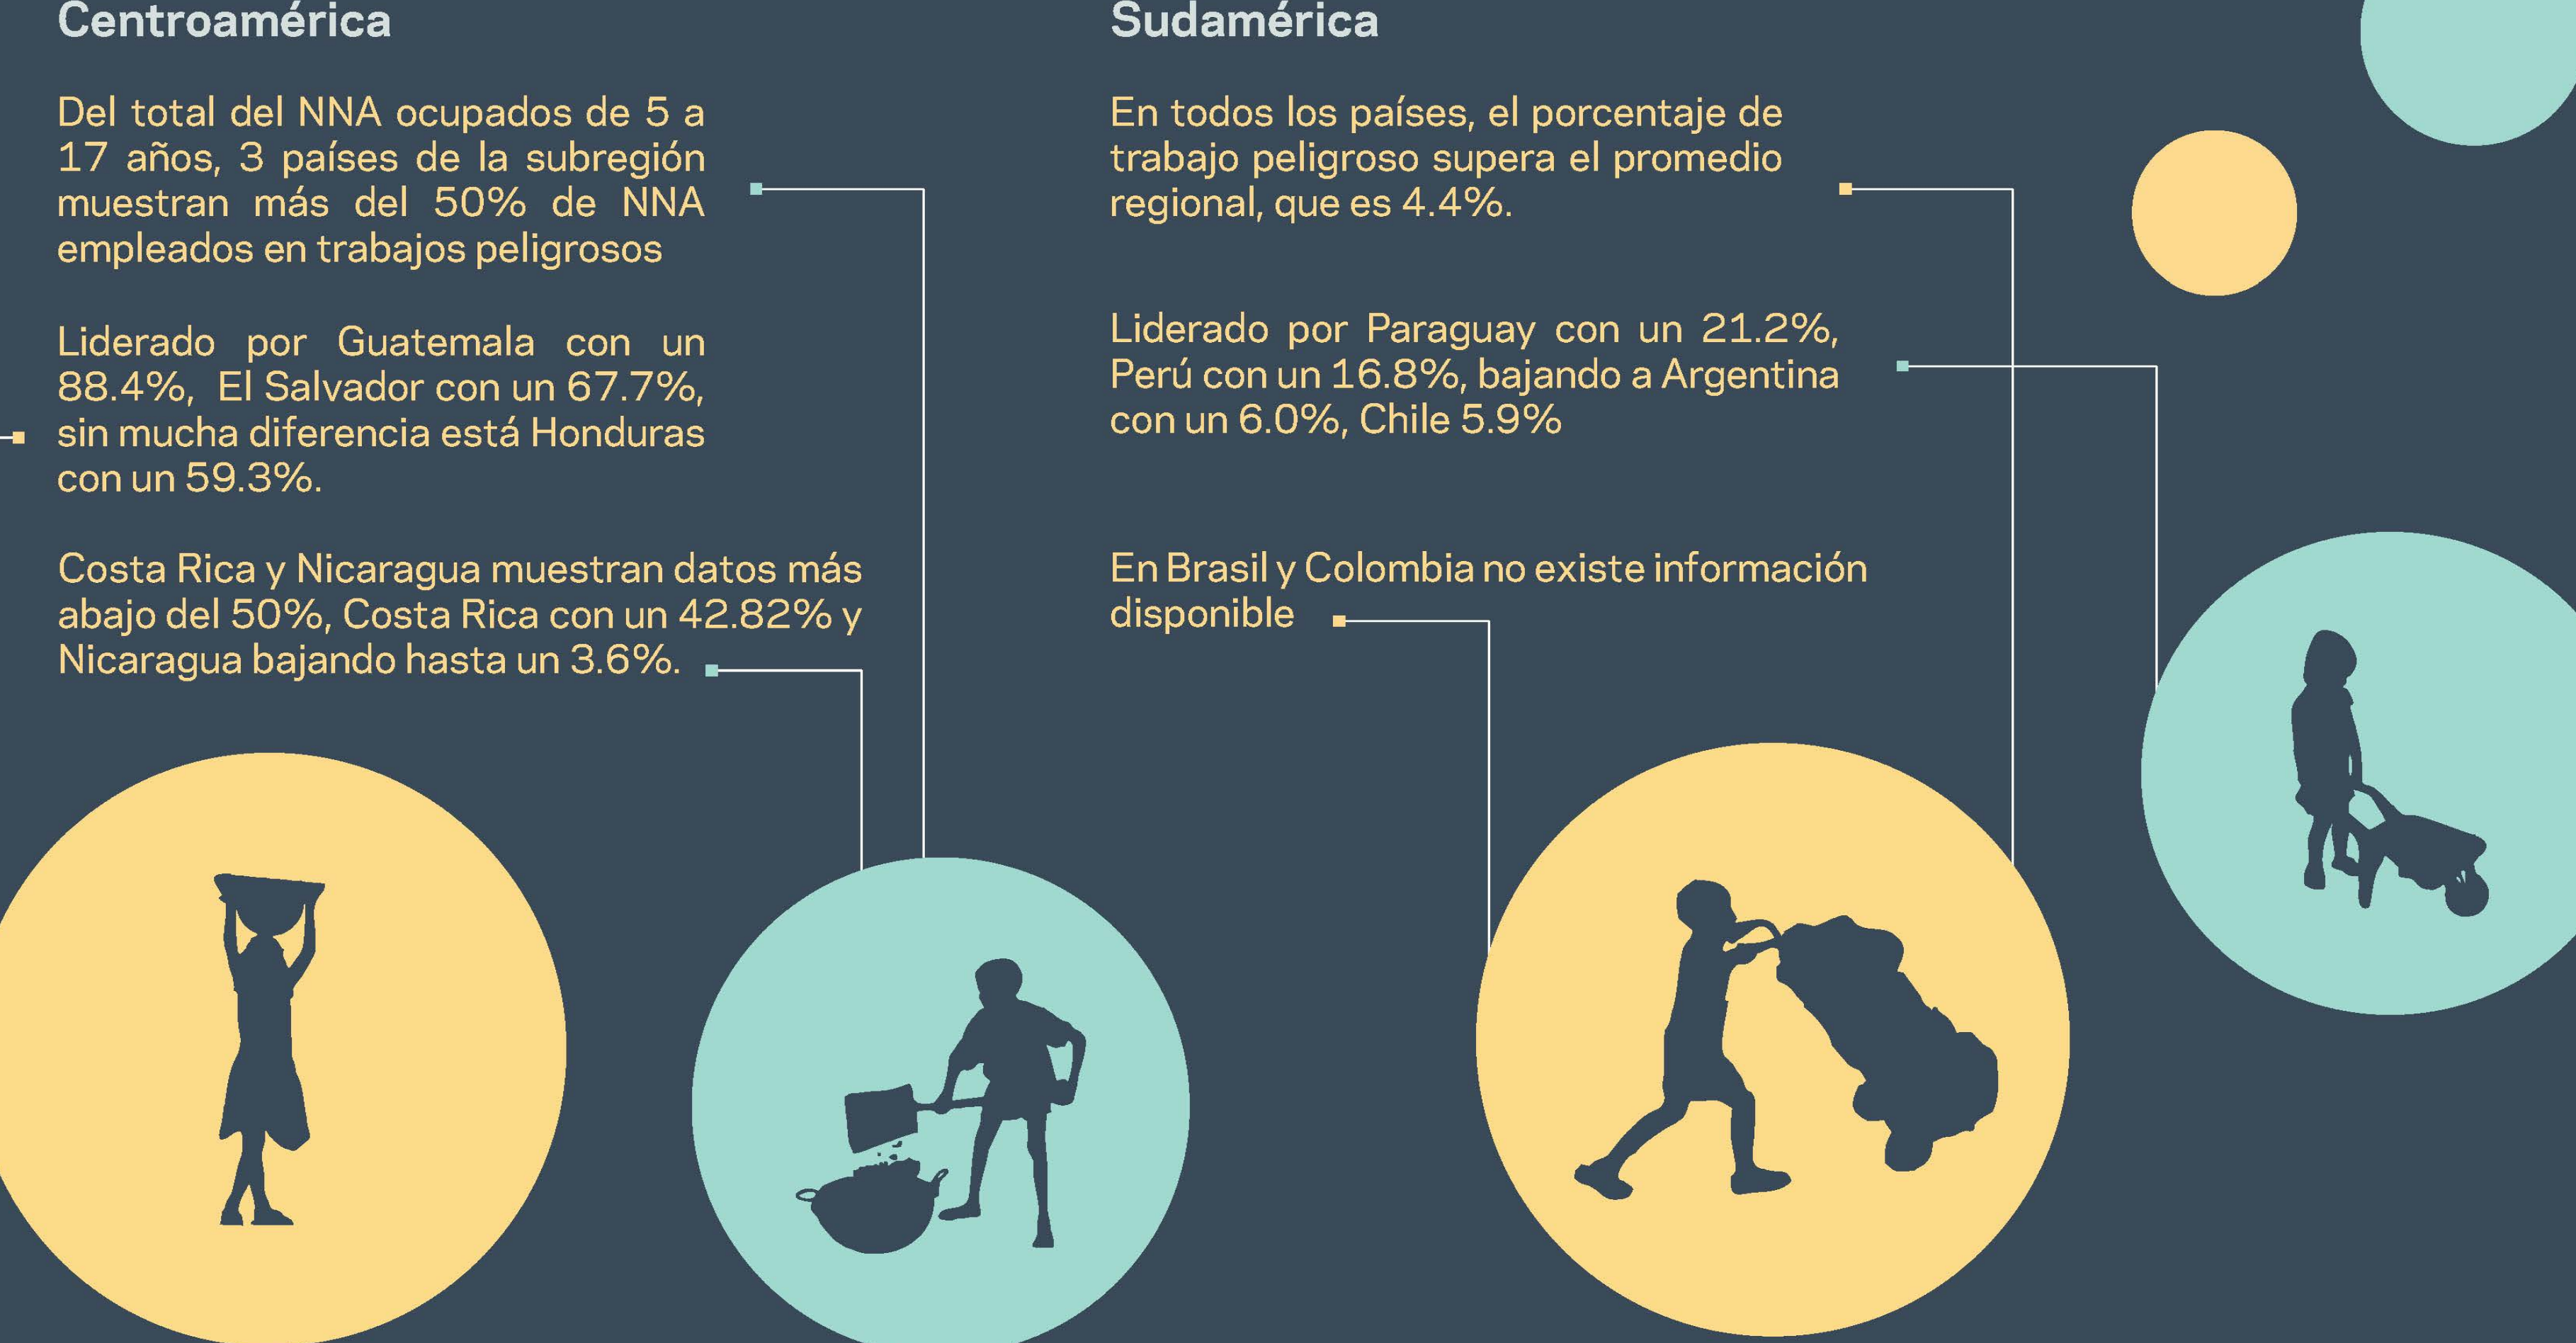 Centroamérica
Del total del NNA ocupados de 5 a
17 años, 3 países de la subregión
muestran más del 50% de NNA
empleados en trabajos peligrosos
Liderado por Guatemala con un
88.4%, El Salvador con un 67.7%,
sin mucha diferencia está Honduras
con un 59.3%.
Costa Rica y Nicaragua muestran datos más
abajo del 50%, Costa Rica con un 42.82% y
Nicaragua bajando hasta un 3.6%.
Sudamérica
En todos los países, el porcentaje de
trabajo peligroso supera el promedio
regional, que es 4.4%.
Liderado por Paraguay con un 21.2%,
Perú con un 16.8%, bajando a Argentina
con un 6.0%, Chile 5.9%
En Brasil y Colombia no existe información
disponible